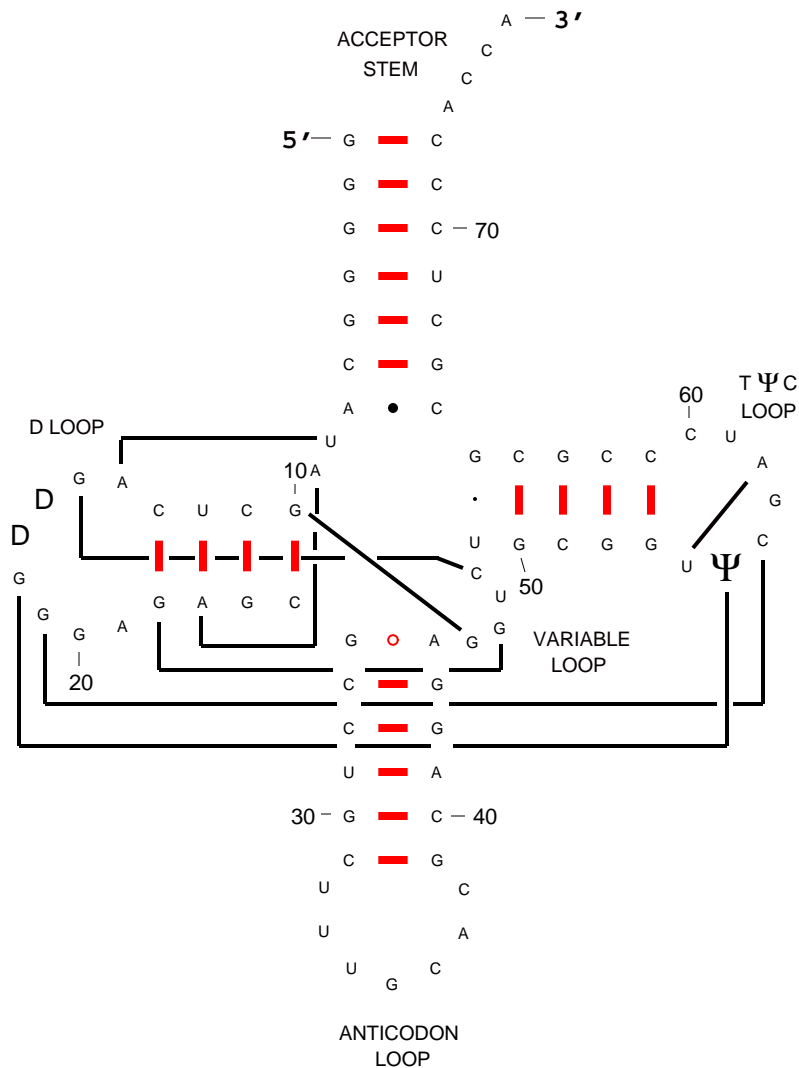 A — 3′
ACCEPTOR
STEM
C
C
A
5′ — G C
G C
G C — 70
G U
G C
C G
A C
U
60
T Ψ C
LOOP
D LOOP
C U
G A
10 A
G C G C C
A
D
C U C G
G
D
U G C G G U Ψ
C
50
C
G
G A G C
U
G
G A
20
G A G
G
VARIABLE
LOOP
C G
C G
U A
30 — G C — 40
C G
U C
U A
U C
G
ANTICODON
LOOP